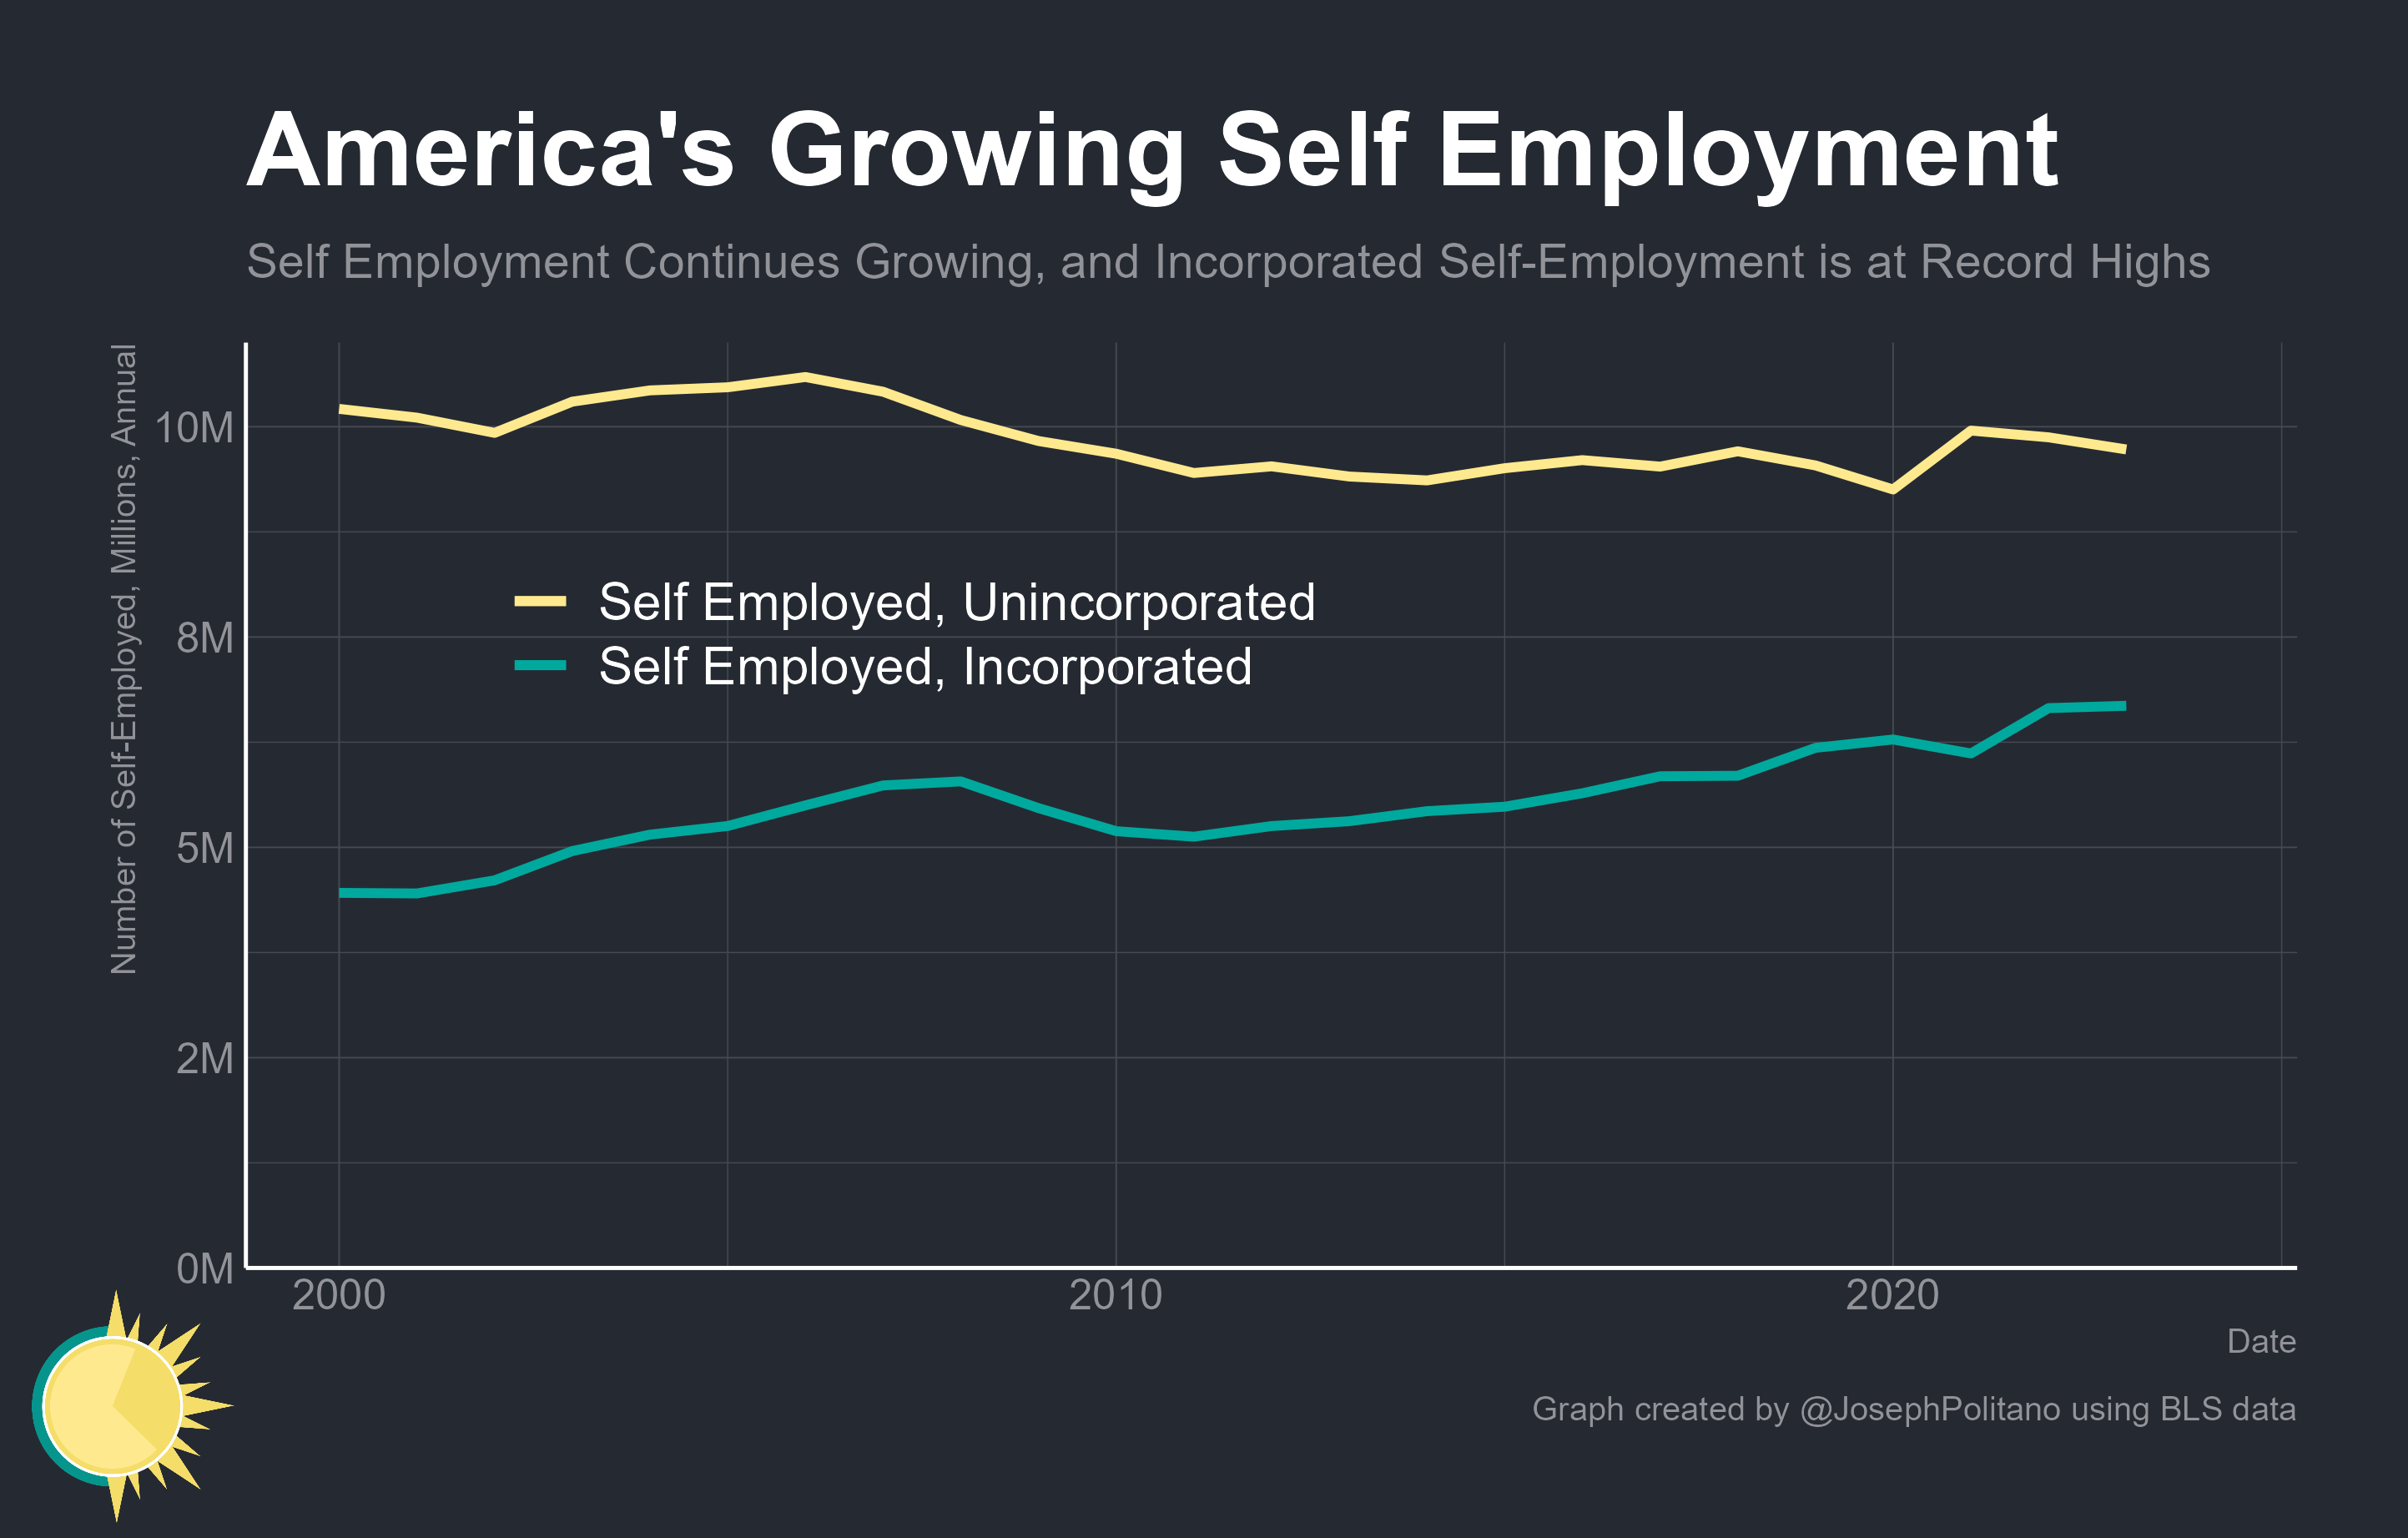 America's Growing Self Employment
Self Employment Continues Growing, and Incorporated Self-Employment is at Record Highs
Number of Self-Employed, Millions, Annual
10M
8M
5M
2M
0M
Self Employed, Unincorporated
Self Employed, Incorporated
2000
2010
2020
Date
Graph created by @JosephPolitano using BLS data